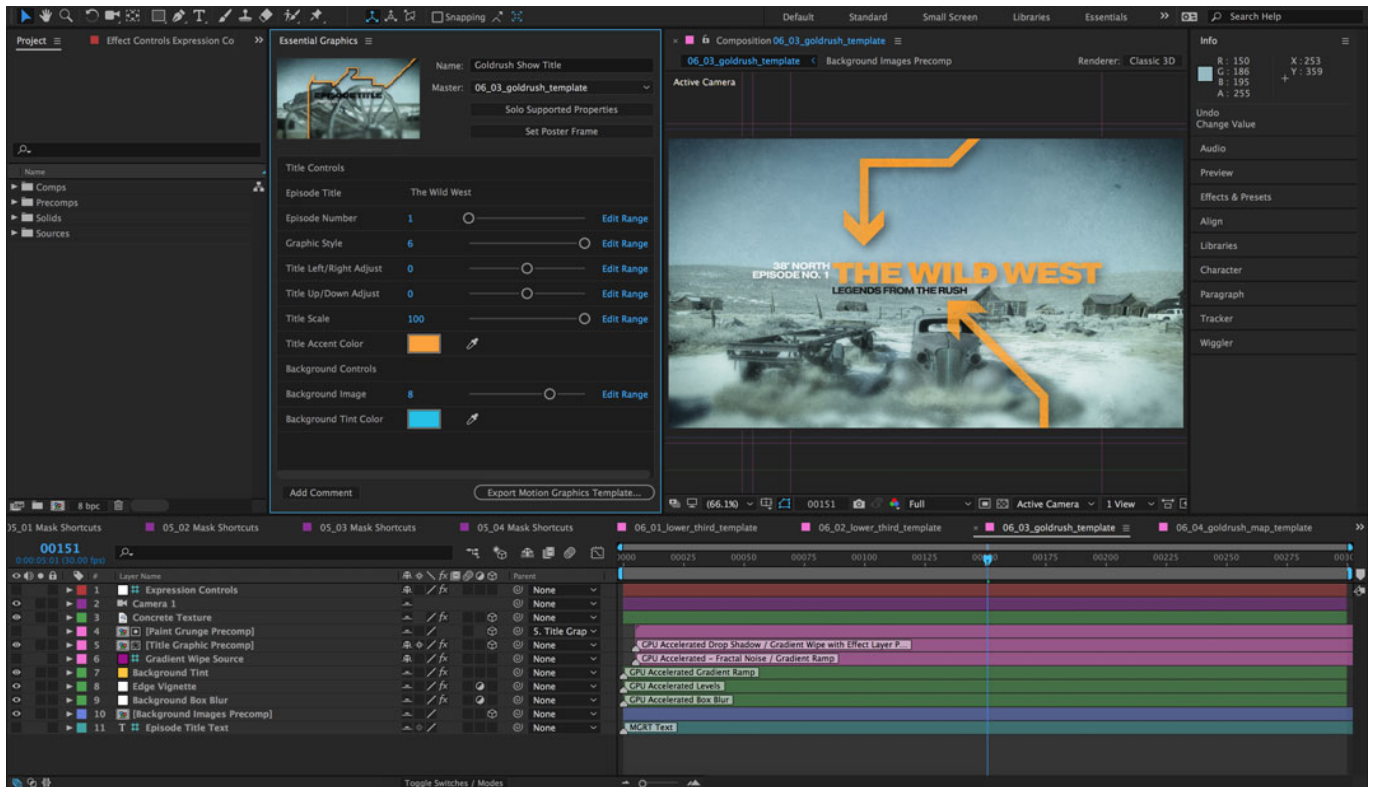 Snapping
Default Standard Small Screen Libraries Essentials Search Help
Project
Effect Controls Expression Co
Name
Comps
Precomps
Solids
Sources
8 bpc
Essential Graphics
EPISODE TITLE
Name: Goldrush Show Title
Master: 06_03_goldrush_template
Solo Supported Properties
Set Poster Frame
Title Controls
Episode Title The Wild West
Episode Number 1 Edit Range
Graphic Style 6 Edit Range
Title Left/Right Adjust 0 Edit Range
Title Up/Down Adjust 0 Edit Range
Title Scale 100 Edit Range
Title Accent Color
Background Controls
Background Image 8 Edit Range
Background Tint Color
Add Comment
Export Motion Graphics Template...
Composition 06_03_goldrush_template
06_03_goldrush_template Background Images Precomp Renderer: Classic 3D
Active Camera
38° NORTH
EPISODE NO. 1
THE WILD WEST
LEGENDS FROM THE RUSH
(66.1%) 00151 Full Active Camera 1 View
Info
R: 150 X: 253
G: 186 Y: 359
B: 195
A: 255
Undo
Change Value
Audio
Preview
Effects & Presets
Align
Libraries
Character
Paragraph
Tracker
Wiggler
05_01 Mask Shortcuts 05_02 Mask Shortcuts 05_03 Mask Shortcuts 05_04 Mask Shortcuts 06_01_lower_third_template 06_02_lower_third_template 06_03_goldrush_template 06_04_goldrush_map_template
00151
0:00:05:01 (30.00 fps)
00025 00050 00075 00100 00125 00175 00200 00225 00250 00275
# Layer Name Parent
1 Expression Controls None
2 Camera 1 None
3 Concrete Texture None
4 [Paint Grunge Precomp] 5. Title Grap
5 [Title Graphic Precomp] None GPU Accelerated Drop Shadow / Gradient Wipe with Effect Layer P...
6 Gradient Wipe Source None GPU Accelerated – Fractal Noise / Gradient Ramp
7 Background Tint None GPU Accelerated Gradient Ramp
8 Edge Vignette None GPU Accelerated Levels
9 Background Box Blur None GPU Accelerated Box Blur
10 [Background Images Precomp] None
11 T Episode Title Text None MGRT Text
Toggle Switches / Modes